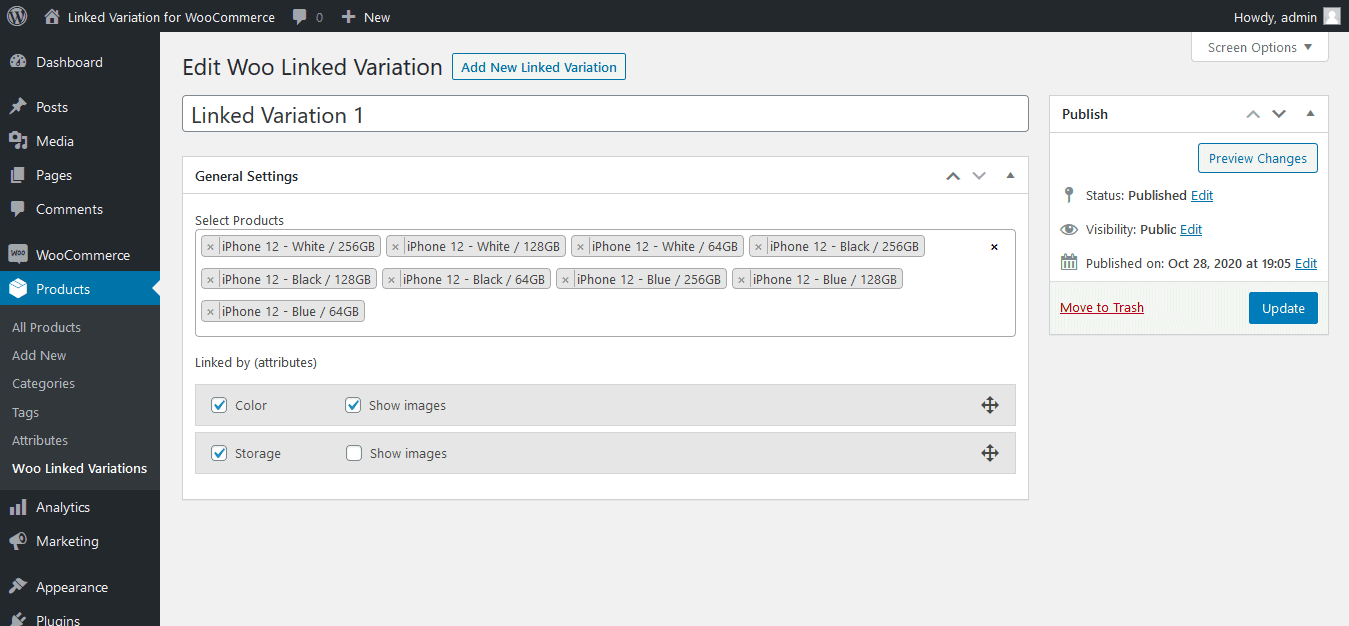 Linked Variation for WooCommerce 0 New Howdy, admin
Screen Options
Dashboard
Posts
Media
Pages
Comments
WooCommerce
Products
All Products
Add New
Categories
Tags
Attributes
Woo Linked Variations
Analytics
Marketing
Appearance
Plugins
Edit Woo Linked Variation Add New Linked Variation
Linked Variation 1
General Settings
Select Products
× iPhone 12 - White / 256GB × iPhone 12 - White / 128GB × iPhone 12 - White / 64GB × iPhone 12 - Black / 256GB ×
× iPhone 12 - Black / 128GB × iPhone 12 - Black / 64GB × iPhone 12 - Blue / 256GB × iPhone 12 - Blue / 128GB
× iPhone 12 - Blue / 64GB
Linked by (attributes)
Color Show images
Storage Show images
Publish
Preview Changes
Status: Published Edit
Visibility: Public Edit
Published on: Oct 28, 2020 at 19:05 Edit
Move to Trash Update